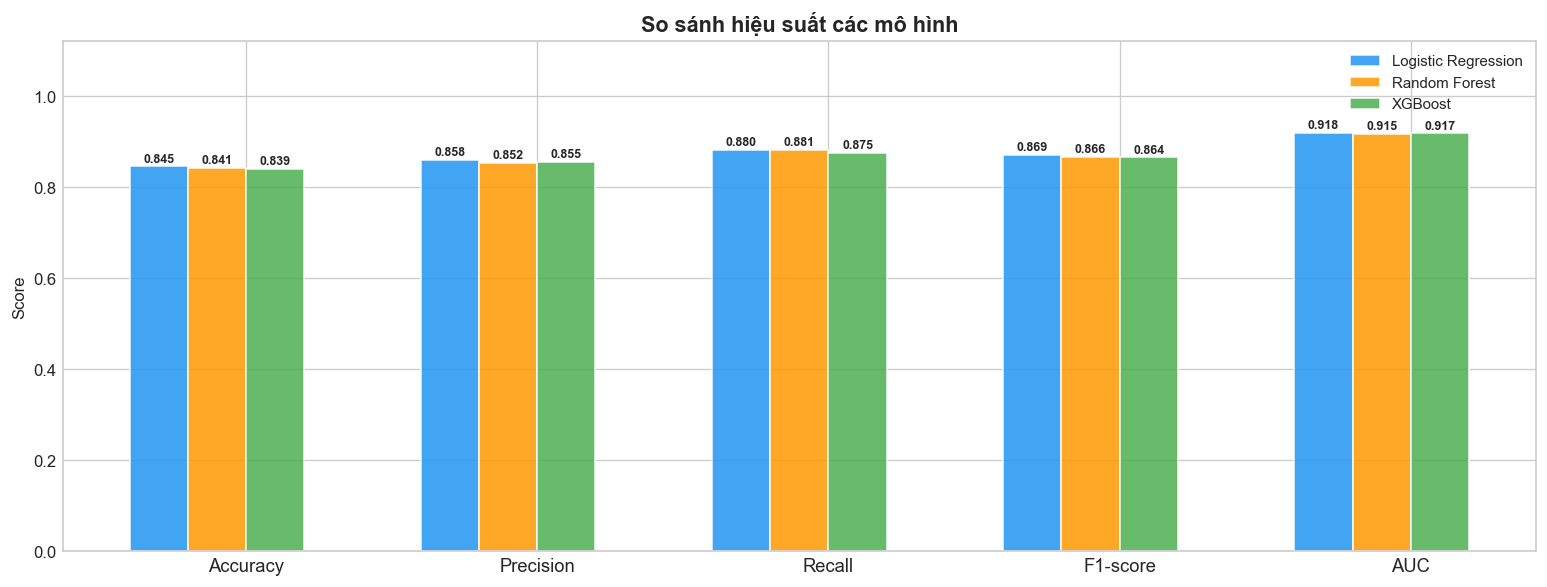 So sánh hiệu suất các mô hình
Logistic Regression
Random Forest
XGBoost
Score
1.0
0.8
0.6
0.4
0.2
0.0
0.845 0.841 0.839
0.858 0.852 0.855
0.880 0.881 0.875
0.869 0.866 0.864
0.918 0.915 0.917
Accuracy Precision Recall F1-score AUC